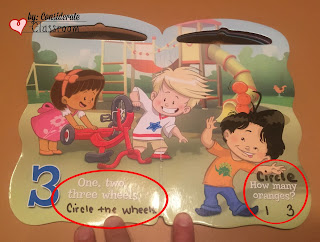 by: Considerate
Classroom
3
One, two,
three wheels.
Circle the wheels
Circle
How many
oranges?
1 3